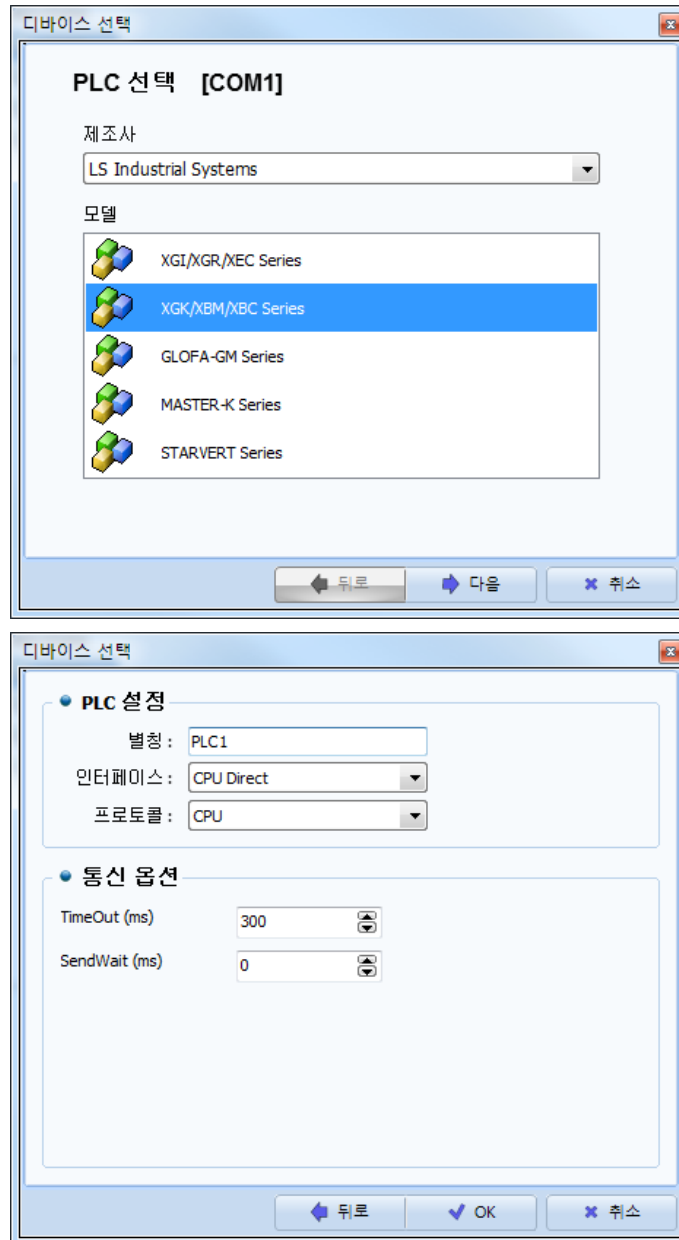 디바이스 선택
PLC 선택 [COM1]
제조사
LS Industrial Systems
모델
XGI/XGR/XEC Series
XGK/XBM/XBC Series
GLOFA-GM Series
MASTER-K Series
STARVERT Series
뒤로 다음 취소
디바이스 선택
PLC 설정
별칭 : PLC1
인터페이스 : CPU Direct
프로토콜 : CPU
통신 옵션
TimeOut (ms) 300
SendWait (ms) 0
뒤로 OK 취소